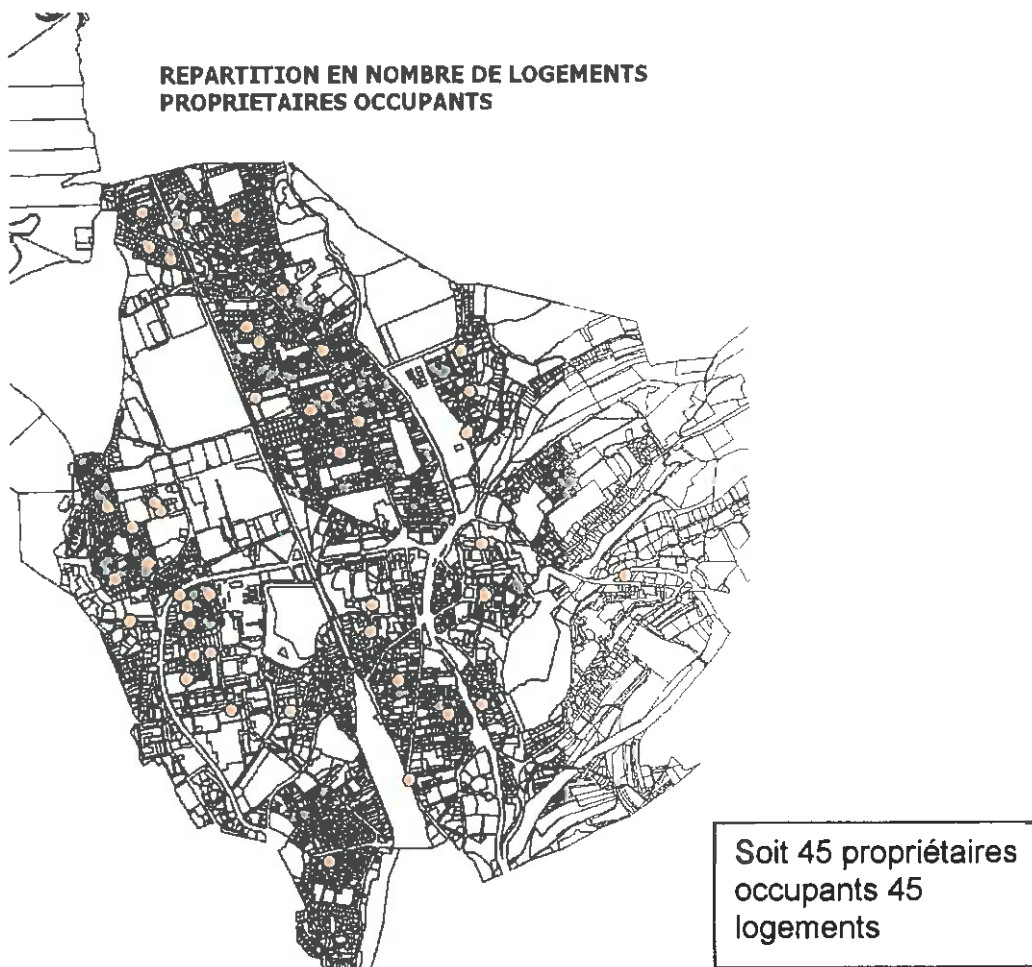 REPARTITION EN NOMBRE DE LOGEMENTS
PROPRIETAIRES OCCUPANTS
Soit 45 propriétaires
occupants 45
logements